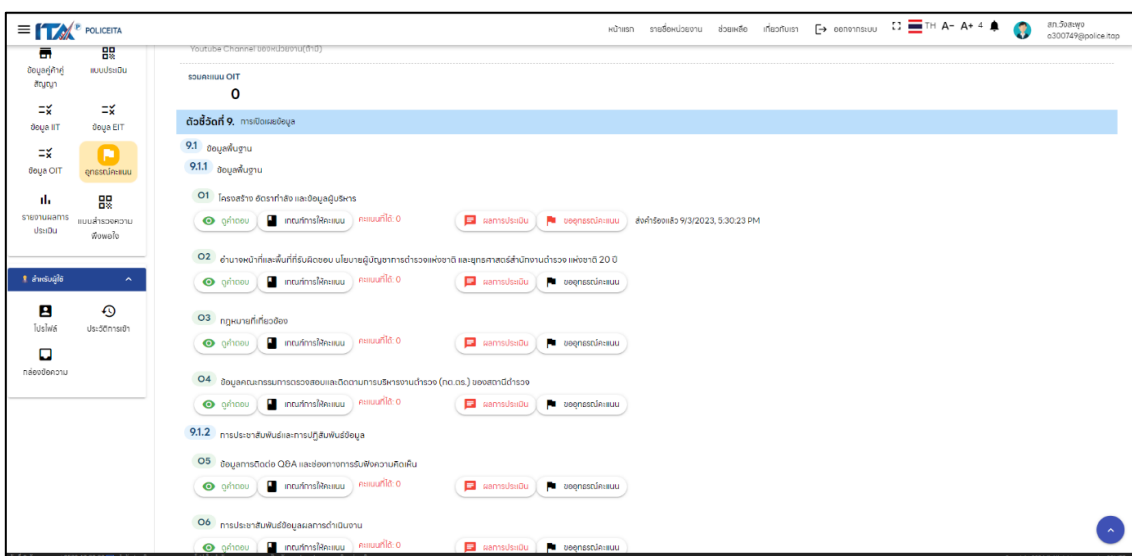 ITA POLICEITA
หน้าแรก รายชื่อหน่วยงาน ช่วยเหลือ เกี่ยวกับเรา ออกจากระบบ TH A- A+ 4 สภ.วังสะพุง
o300749@police.itap
ข้อมูลคู่ค้าคู่สัญญา
แบบประเมิน
ข้อมูล IIT
ข้อมูล EIT
ข้อมูล OIT
อุทธรณ์คะแนน
รายงานผลการประเมิน
แบบสำรวจความพึงพอใจ
สำหรับผู้ใช้
โปรไฟล์
ประวัติการเข้า
กล่องข้อความ
Youtube Channel ของหน่วยงาน(ถ้ามี)
รวมคะแนน OIT
0
ตัวชี้วัดที่ 9. การเปิดเผยข้อมูล
9.1 ข้อมูลพื้นฐาน
9.1.1 ข้อมูลพื้นฐาน
O1 โครงสร้าง อัตรากำลัง และข้อมูลผู้บริหาร
ดูคำตอบ เกณฑ์การให้คะแนน คะแนนที่ได้: 0 ผลการประเมิน ขออุทธรณ์คะแนน ส่งคำร้องแล้ว 9/3/2023, 5:30:23 PM
O2 อำนาจหน้าที่และพื้นที่ที่รับผิดชอบ นโยบายผู้บัญชาการตำรวจแห่งชาติ และยุทธศาสตร์สำนักงานตำรวจ แห่งชาติ 20 ปี
ดูคำตอบ เกณฑ์การให้คะแนน คะแนนที่ได้: 0 ผลการประเมิน ขออุทธรณ์คะแนน
O3 กฎหมายที่เกี่ยวข้อง
ดูคำตอบ เกณฑ์การให้คะแนน คะแนนที่ได้: 0 ผลการประเมิน ขออุทธรณ์คะแนน
O4 ข้อมูลคณะกรรมการตรวจสอบและติดตามการบริหารงานตำรวจ (กต.ตร.) ของสถานีตำรวจ
ดูคำตอบ เกณฑ์การให้คะแนน คะแนนที่ได้: 0 ผลการประเมิน ขออุทธรณ์คะแนน
9.1.2 การประชาสัมพันธ์และการปฏิสัมพันธ์ข้อมูล
O5 ข้อมูลการติดต่อ Q&A และช่องทางการรับฟังความคิดเห็น
ดูคำตอบ เกณฑ์การให้คะแนน คะแนนที่ได้: 0 ผลการประเมิน ขออุทธรณ์คะแนน
O6 การประชาสัมพันธ์ข้อมูลผลการดำเนินงาน
ดูคำตอบ เกณฑ์การให้คะแนน คะแนนที่ได้: 0 ผลการประเมิน ขออุทธรณ์คะแนน